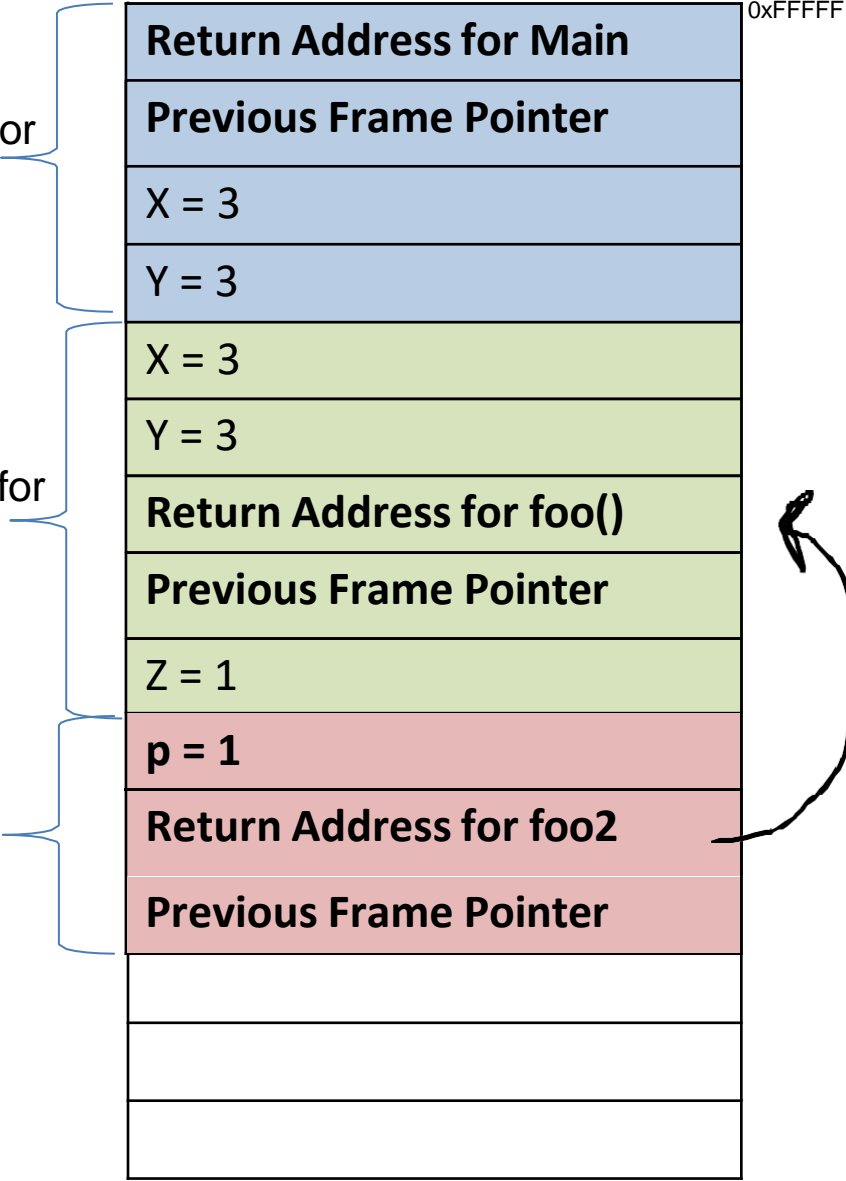 0xFFFFF
Return Address for Main
Previous Frame Pointer
or
X = 3
Y = 3
X = 3
Y = 3
for
Return Address for foo()
Previous Frame Pointer
Z = 1
p = 1
Return Address for foo2
Previous Frame Pointer